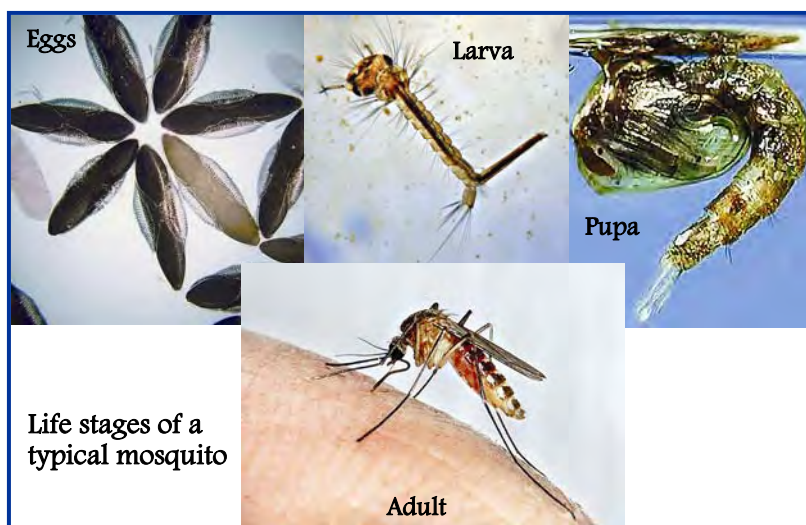 Eggs
Larva
Pupa
Life stages of a
typical mosquito
Adult